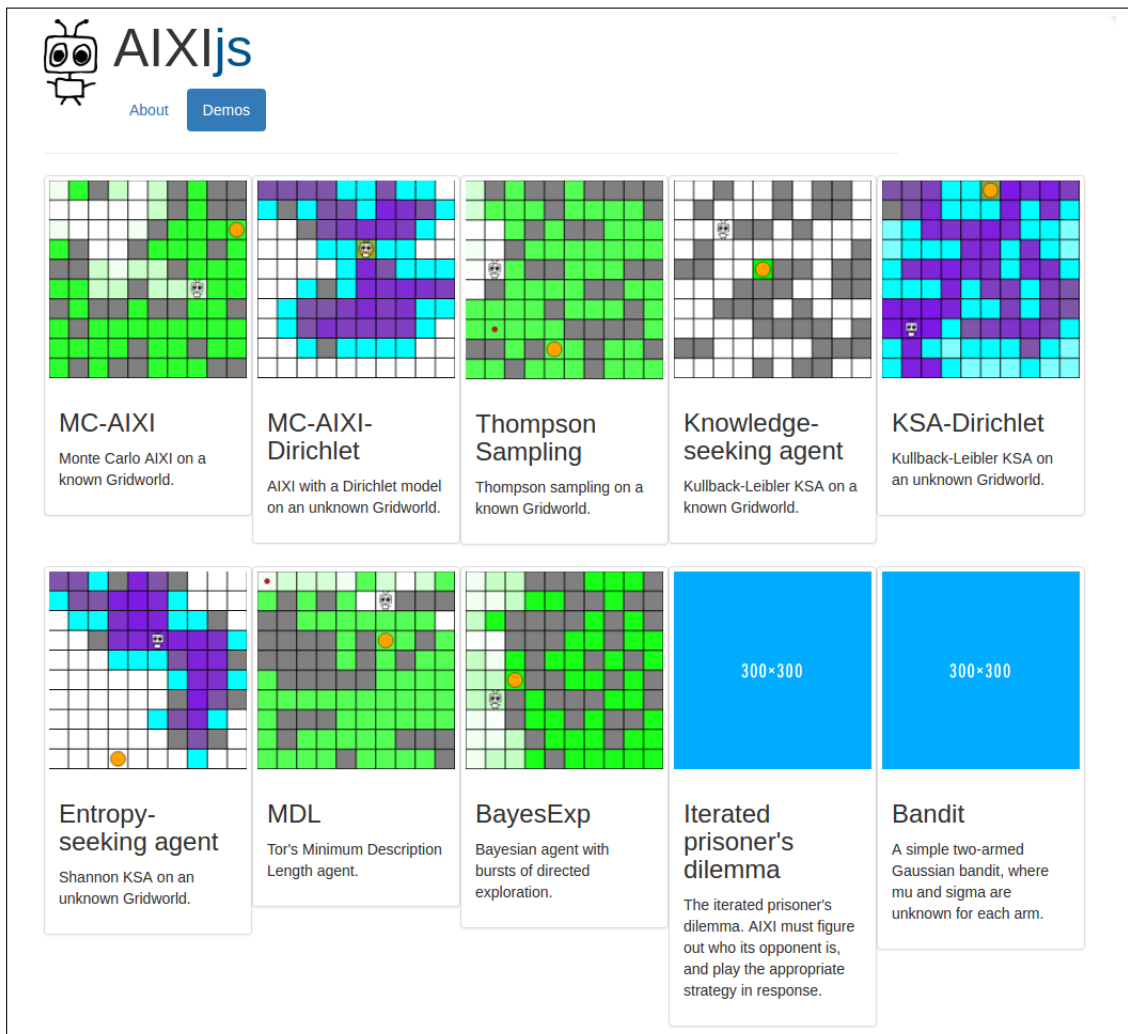 AIXIjs
About Demos
MC-AIXI
Monte Carlo AIXI on a
known Gridworld.
MC-AIXI-
Dirichlet
AIXI with a Dirichlet model
on an unknown Gridworld.
Thompson
Sampling
Thompson sampling on a
known Gridworld.
Knowledge-
seeking agent
Kullback-Leibler KSA on a
known Gridworld.
KSA-Dirichlet
Kullback-Leibler KSA on
an unknown Gridworld.
Entropy-
seeking agent
Shannon KSA on an
unknown Gridworld.
MDL
Tor's Minimum Description
Length agent.
BayesExp
Bayesian agent with
bursts of directed
exploration.
300×300
Iterated
prisoner's
dilemma
The iterated prisoner's
dilemma. AIXI must figure
out who its opponent is,
and play the appropriate
strategy in response.
300×300
Bandit
A simple two-armed
Gaussian bandit, where
mu and sigma are
unknown for each arm.